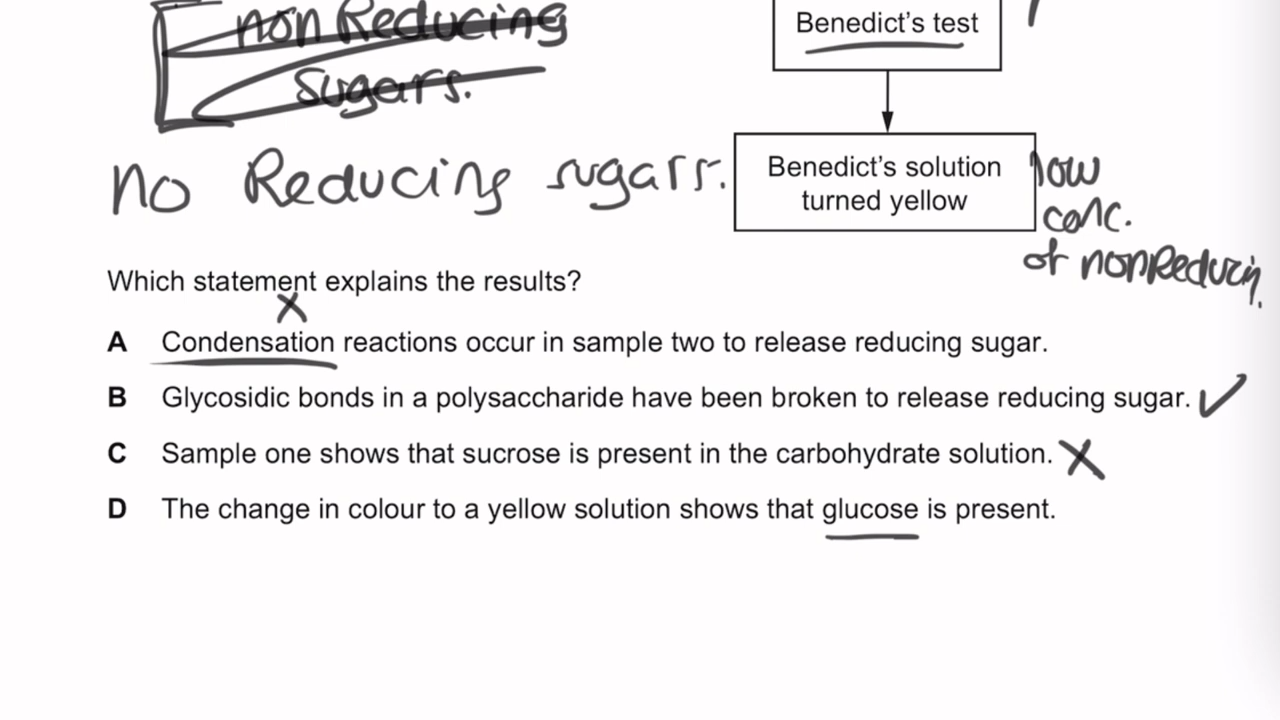 non Reducing
sugars.
Benedict's test
no Reducing sugars.
Benedict's solution
turned yellow
low
conc.
of nonReducin.
Which statement explains the results?
A Condensation reactions occur in sample two to release reducing sugar.
B Glycosidic bonds in a polysaccharide have been broken to release reducing sugar.
C Sample one shows that sucrose is present in the carbohydrate solution.
D The change in colour to a yellow solution shows that glucose is present.